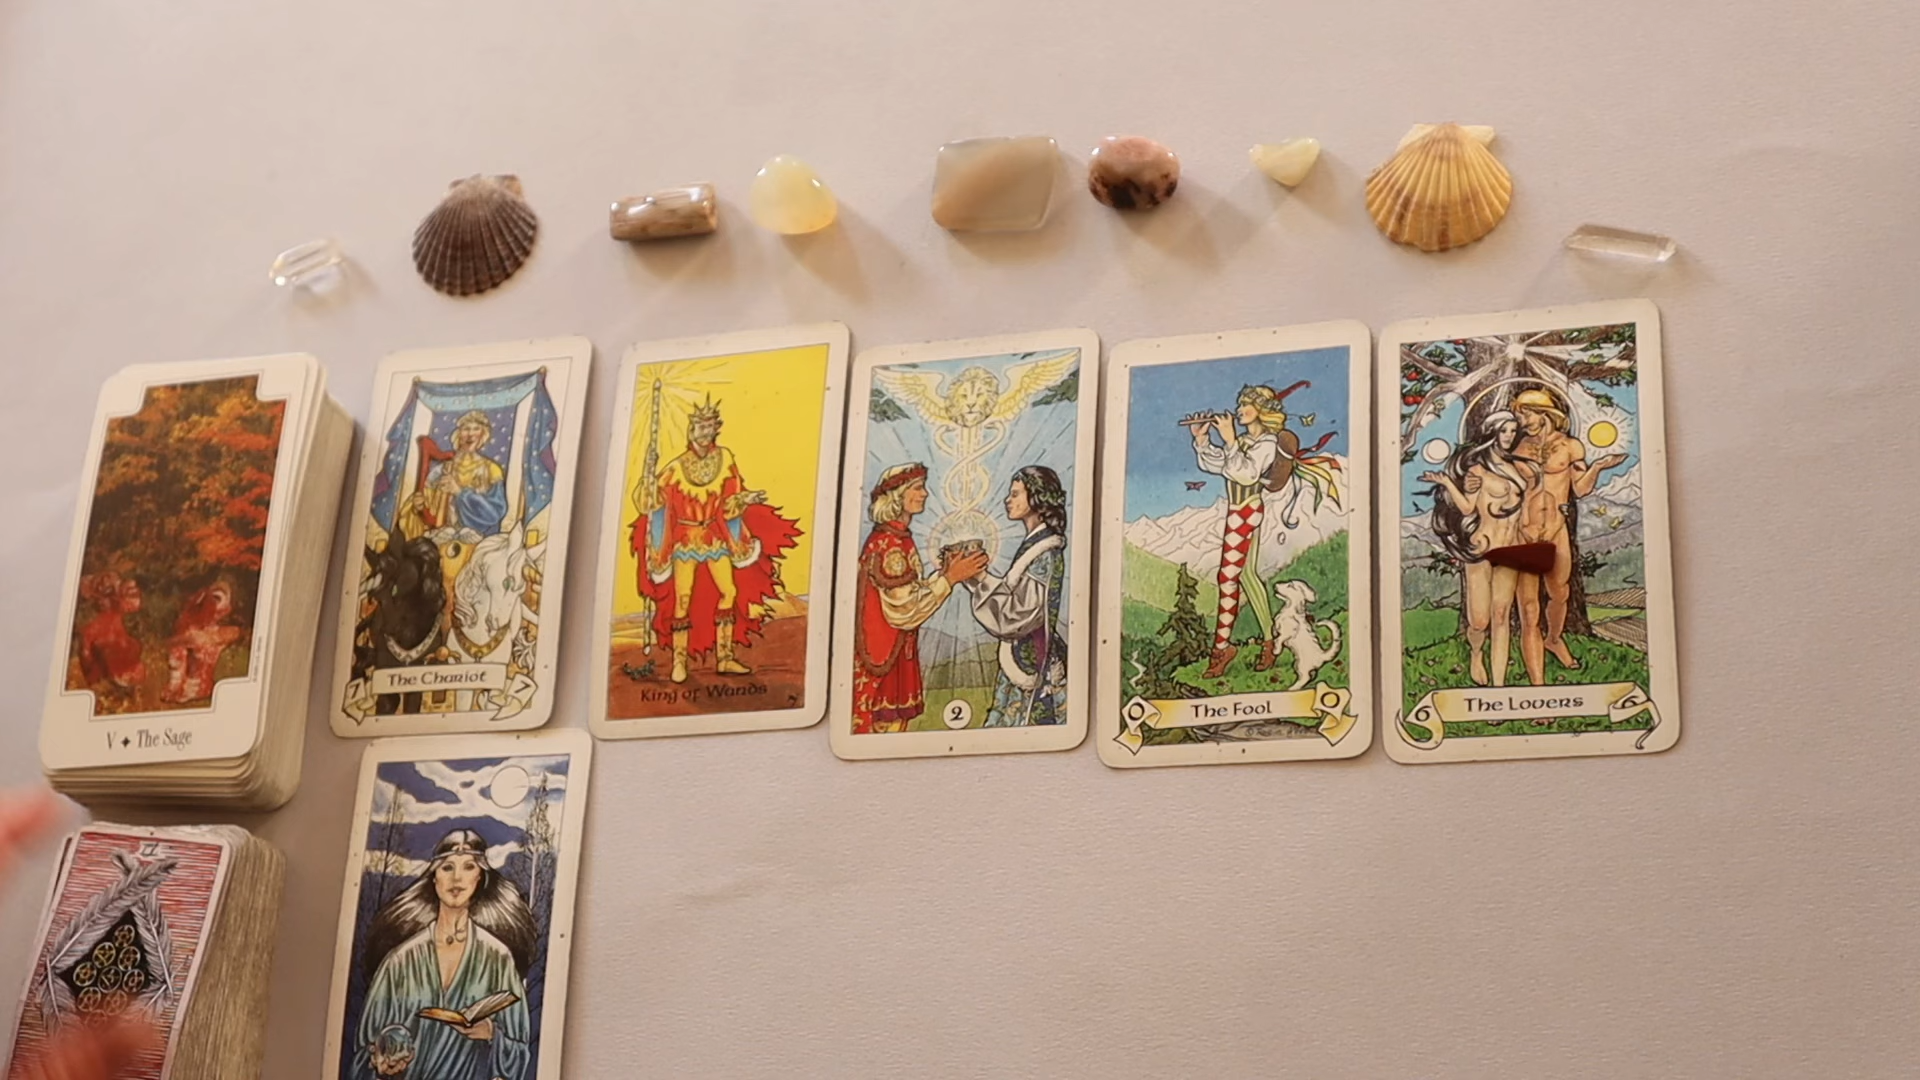 V ✦ The Sage
7 The Chariot 7
King of Wands
2
0 The Fool 0
6 The Lovers 6